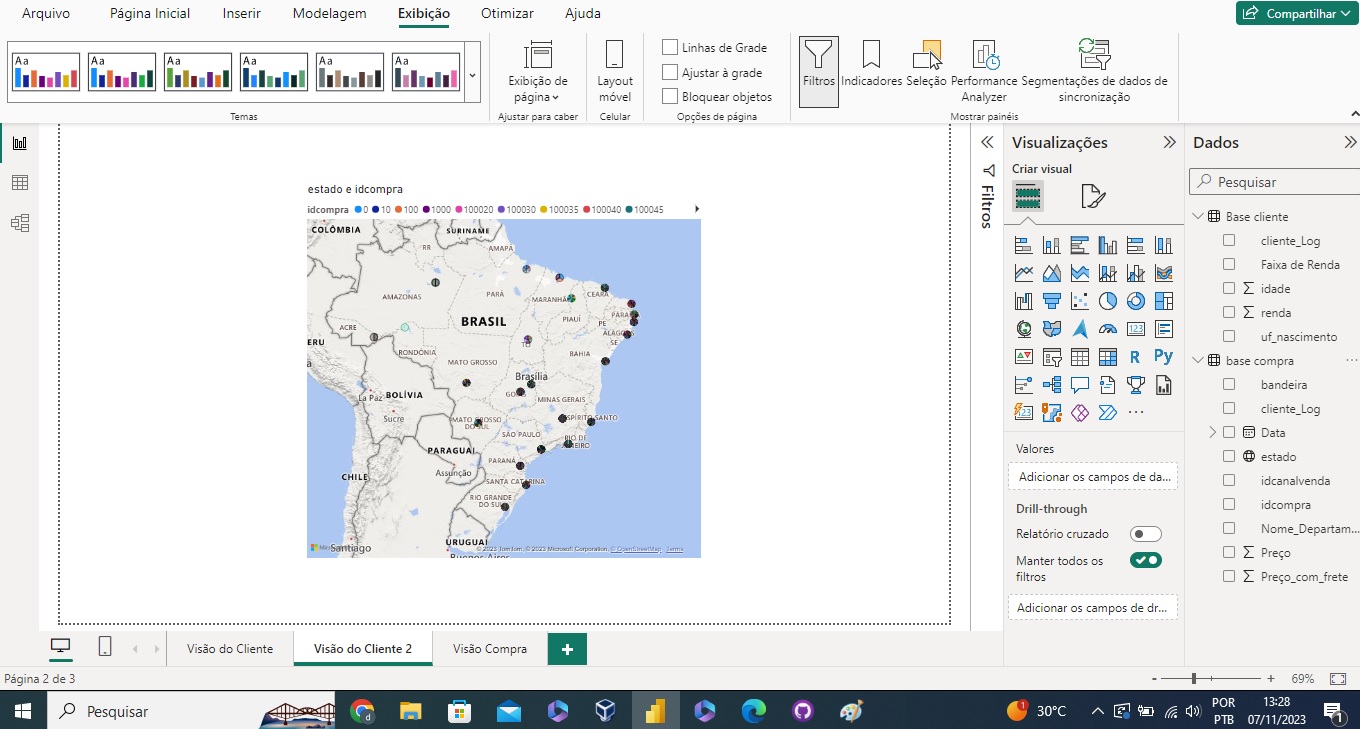 Arquivo Página Inicial Inserir Modelagem Exibição Otimizar Ajuda Compartilhar
Aa Aa Aa Aa Aa Aa
Temas
Exibição de
página
Ajustar para caber
Layout
móvel
Celular
Linhas de Grade
Ajustar à grade
Bloquear objetos
Opções de página
Filtros Indicadores Seleção Performance
Analyzer
Segmentações de dados de
sincronização
Mostrar painéis
estado e idcompra
idcompra 0 10 100 1000 100020 100030 100035 100040 100045
COLÔMBIA
SURINAME
RR
AMAPÁ
AMAZONAS
PARÁ
MARANHÃ
CEARÁ
ACRE
BRASIL
PIAUÍ
PARAÍ
PE
ALAGOAS
SE
ERU
RONDÔNIA
TO
MATO GROSSO
BAHIA
Brasília
La Paz
BOLÍVIA
GOIÁS
MINAS GERAIS
Sucre
MATO GROSSO
DO SUL
ESPÍRITO SANTO
SÃO PAULO
RIO DE
JANEIRO
PARAGUAI
PARANÁ
Assunção
CHILE
SANTA CATARINA
RIO GRANDE
DO SUL
URUGUAI
Santiago
Buenos Aires
© 2023 TomTom, © 2023 Microsoft Corporation, © OpenStreetMap Terms
Filtros
Visualizações
Criar visual
123
R
Py
123
Valores
Adicionar os campos de da...
Drill-through
Relatório cruzado
Manter todos os
filtros
Adicionar os campos de dr...
Dados
Pesquisar
Base cliente
cliente_Log
Faixa de Renda
idade
renda
uf_nascimento
base compra
bandeira
cliente_Log
Data
estado
idcanalvenda
idcompra
Nome_Departam...
Preço
Preço_com_frete
Visão do Cliente Visão do Cliente 2 Visão Compra +
Página 2 de 3
- + 69%
Pesquisar
1 30°C
POR
PTB
13:28
07/11/2023
1